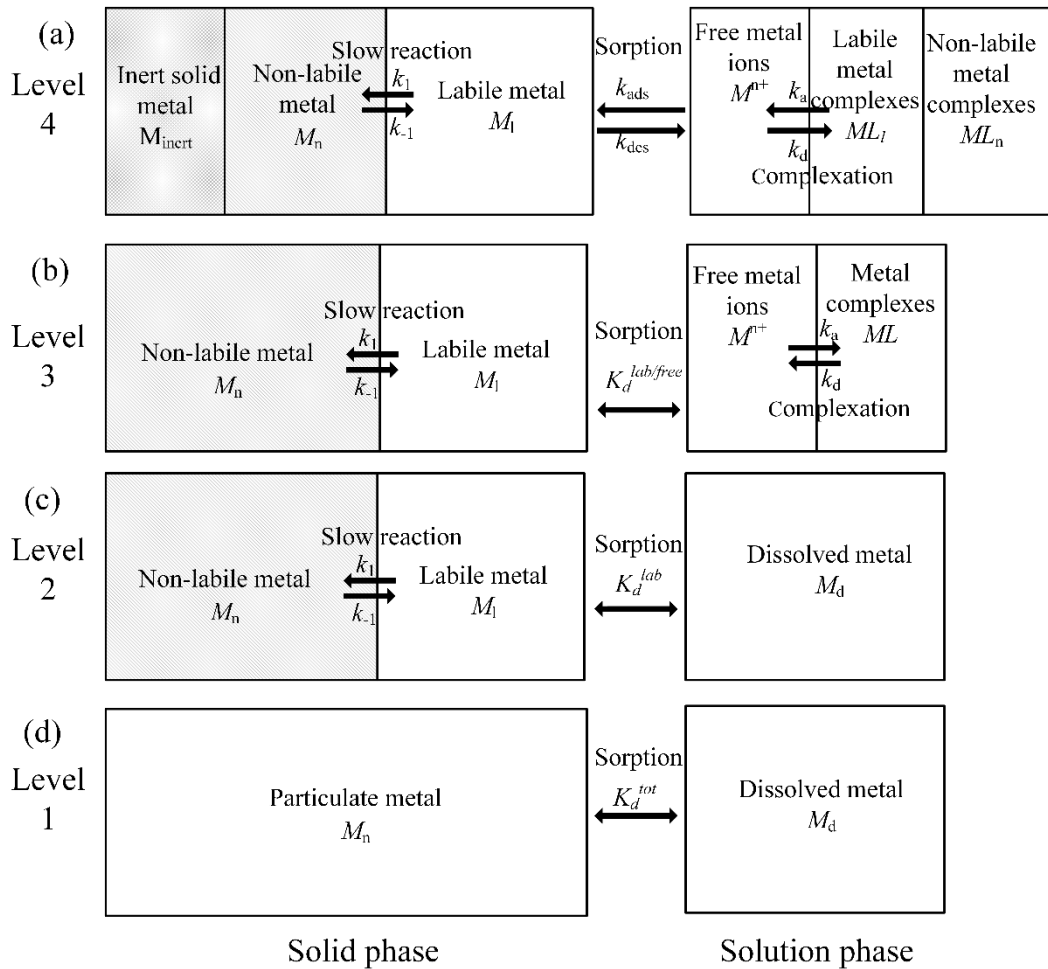 (a)
Level
4
Inert solid
metal
M_inert
Non-labile
metal
M_n
Slow reaction
k_1
k_-1
Labile metal
M_l
Sorption
k_ads
k_des
Free metal
ions
M^n+
k_a
k_d
Complexation
Labile
metal
complexes
ML_l
Non-labile
metal
complexes
ML_n
(b)
Level
3
Non-labile metal
M_n
Slow reaction
k_1
k_-1
Labile metal
M_l
Sorption
K_d^lab/free
Free metal
ions
M^n+
k_a
k_d
Complexation
Metal
complexes
ML
(c)
Level
2
Non-labile metal
M_n
Slow reaction
k_1
k_-1
Labile metal
M_l
Sorption
K_d^lab
Dissolved metal
M_d
(d)
Level
1
Particulate metal
M_n
Sorption
K_d^tot
Dissolved metal
M_d
Solid phase
Solution phase